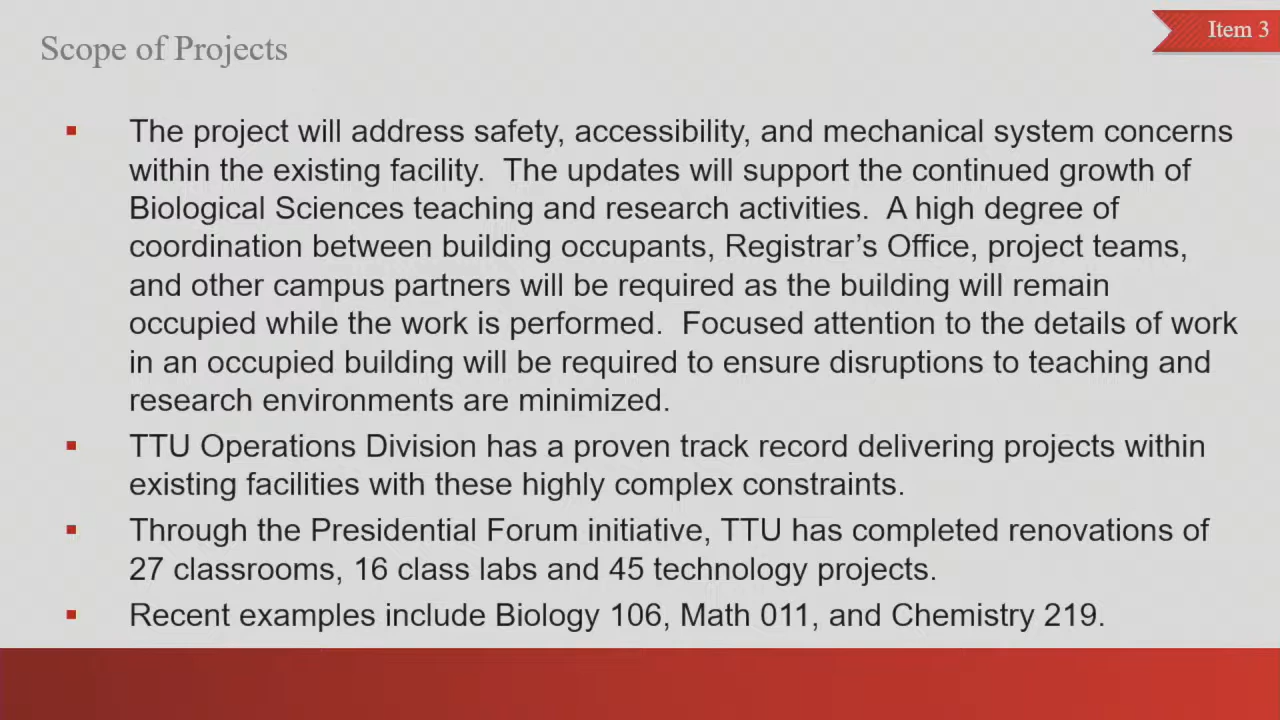 Scope of Projects
Item 3
▪ The project will address safety, accessibility, and mechanical system concerns
within the existing facility.  The updates will support the continued growth of
Biological Sciences teaching and research activities.  A high degree of
coordination between building occupants, Registrar’s Office, project teams,
and other campus partners will be required as the building will remain
occupied while the work is performed.  Focused attention to the details of work
in an occupied building will be required to ensure disruptions to teaching and
research environments are minimized.
▪ TTU Operations Division has a proven track record delivering projects within
existing facilities with these highly complex constraints.
▪ Through the Presidential Forum initiative, TTU has completed renovations of
27 classrooms, 16 class labs and 45 technology projects.
▪ Recent examples include Biology 106, Math 011, and Chemistry 219.